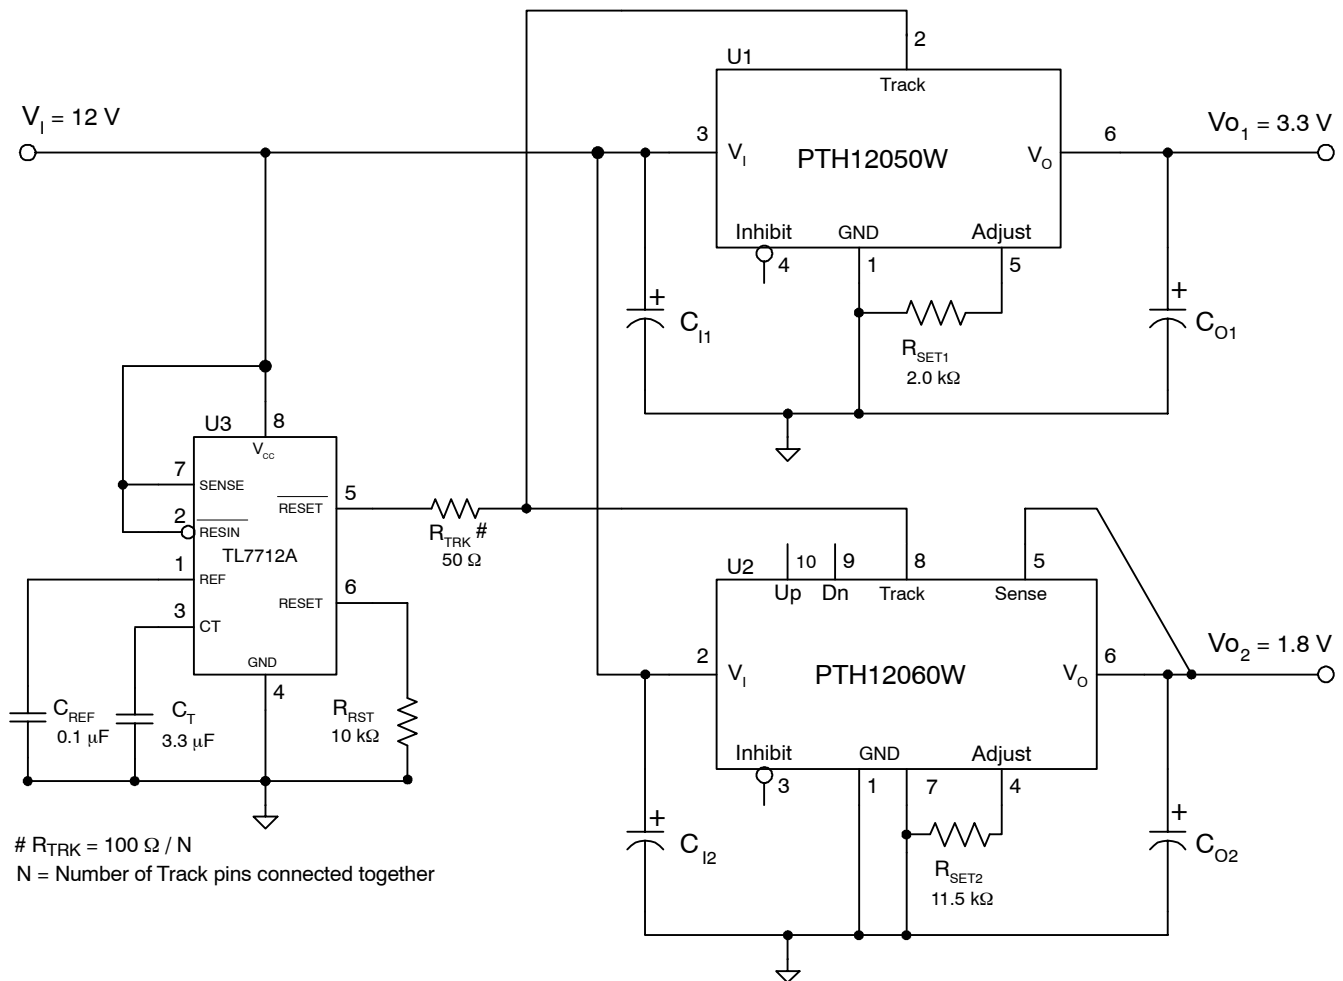 2
U1
Track
V_I = 12 V
3
V_I
PTH12050W
V_O
6
Vo_1 = 3.3 V
Inhibit
GND
Adjust
4
1
5
+
C_I1
R_SET1
2.0 kΩ
+
C_O1
U3
8
V_CC
7
SENSE
RESET
5
2
RESIN
TL7712A
1
REF
RESET
6
3
CT
GND
4
R_TRK #
50 Ω
U2
10
9
8
5
Up
Dn
Track
Sense
2
V_I
PTH12060W
V_O
6
Vo_2 = 1.8 V
Inhibit
GND
Adjust
3
1
7
4
C_REF
0.1 μF
C_T
3.3 μF
R_RST
10 kΩ
+
C_I2
R_SET2
11.5 kΩ
+
C_O2
# R_TRK = 100 Ω / N
N = Number of Track pins connected together